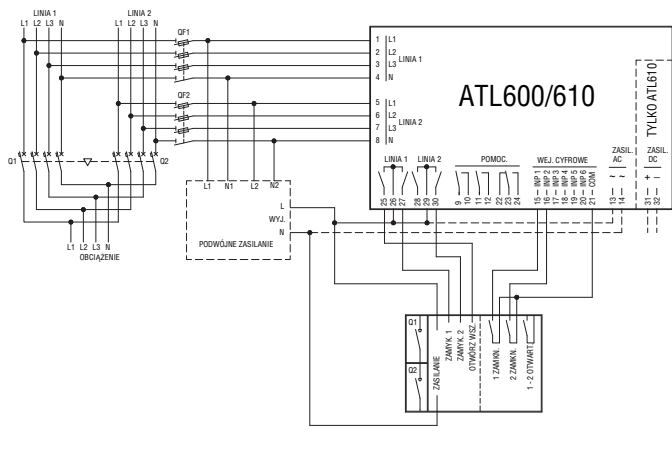 LINIA 1 LINIA 2
L1 L2 L3 N L1 L2 L3 N
QF1
QF2
Q1 Q2
L1 L2 L3 N
OBCIĄŻENIE
L1 N1 L2 N2
L
WYJ.
N
PODWÓJNE ZASILANIE
1 L1
2 L2
3 L3
4 N
LINIA 1
5 L1
6 L2
7 L3
8 N
LINIA 2
ATL600/610
TYLKO ATL610
LINIA 1 LINIA 2 POMOC. WEJ. CYFROWE ZASIL. AC ZASIL. DC
INP 1
INP 2
INP 3
INP 4
INP 5
INP 6
COM
~ ~ + −
25 26 27 28 29 30 9 10 11 12 22 23 24 15 16 17 18 19 20 21 13 14 31 32
Q1
Q2
ZASILANIE
ZAMYK. 1
ZAMYK. 2
OTWÓRZ WSZ.
1 ZAMKN.
2 ZAMKN.
1 - 2 OTWART.